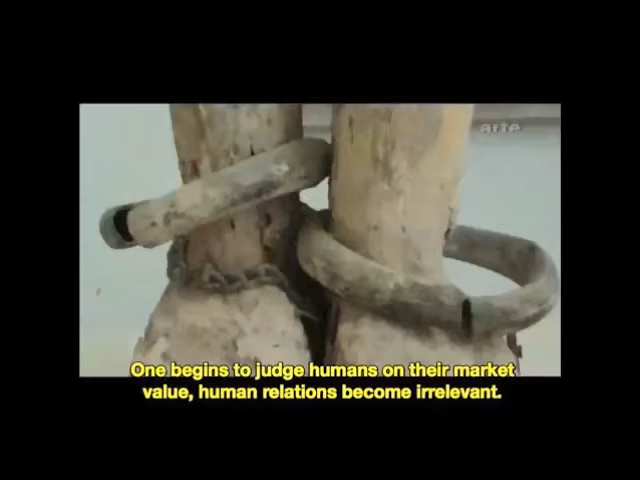 arte
One begins to judge humans on their market
value, human relations become irrelevant.